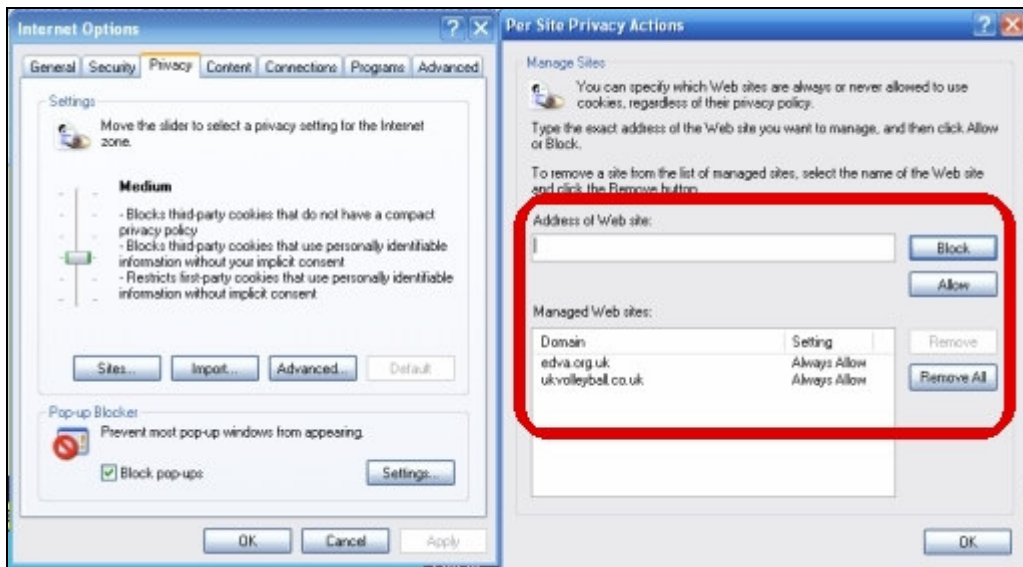 Internet Options
General Security Privacy Content Connections Programs Advanced
Settings
Move the slider to select a privacy setting for the Internet
zone.
Medium
- Blocks third-party cookies that do not have a compact
privacy policy
- Blocks third-party cookies that use personally identifiable
information without your implicit consent
- Restricts first-party cookies that use personally identifiable
information without implicit consent
Sites... Import... Advanced... Default
Pop-up Blocker
Prevent most pop-up windows from appearing.
Block pop-ups
Settings...
OK Cancel Apply
Per Site Privacy Actions
Manage Sites
You can specify which Web sites are always or never allowed to use
cookies, regardless of their privacy policy.
Type the exact address of the Web site you want to manage, and then click Allow
or Block.
To remove a site from the list of managed sites, select the name of the Web site
and click the Remove button.
Address of Web site:
Block
Allow
Managed Web sites:
Domain Setting
Remove
edva.org.uk Always Allow
ukvolleyball.co.uk Always Allow
Remove All
OK